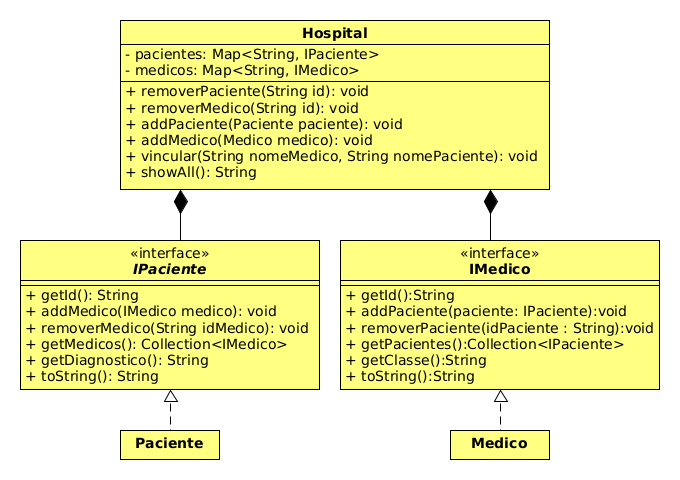 Hospital
- pacientes: Map<String, IPaciente>
- medicos: Map<String, IMedico>
+ removerPaciente(String id): void
+ removerMedico(String id): void
+ addPaciente(Paciente paciente): void
+ addMedico(Medico medico): void
+ vincular(String nomeMedico, String nomePaciente): void
+ showAll(): String
«interface»
IPaciente
+ getId(): String
+ addMedico(IMedico medico): void
+ removerMedico(String idMedico): void
+ getMedicos(): Collection<IMedico>
+ getDiagnostico(): String
+ toString(): String
«interface»
IMedico
+ getId():String
+ addPaciente(paciente: IPaciente):void
+ removerPaciente(idPaciente : String):void
+ getPacientes():Collection<IPaciente>
+ getClasse():String
+ toString():String
Paciente
Medico